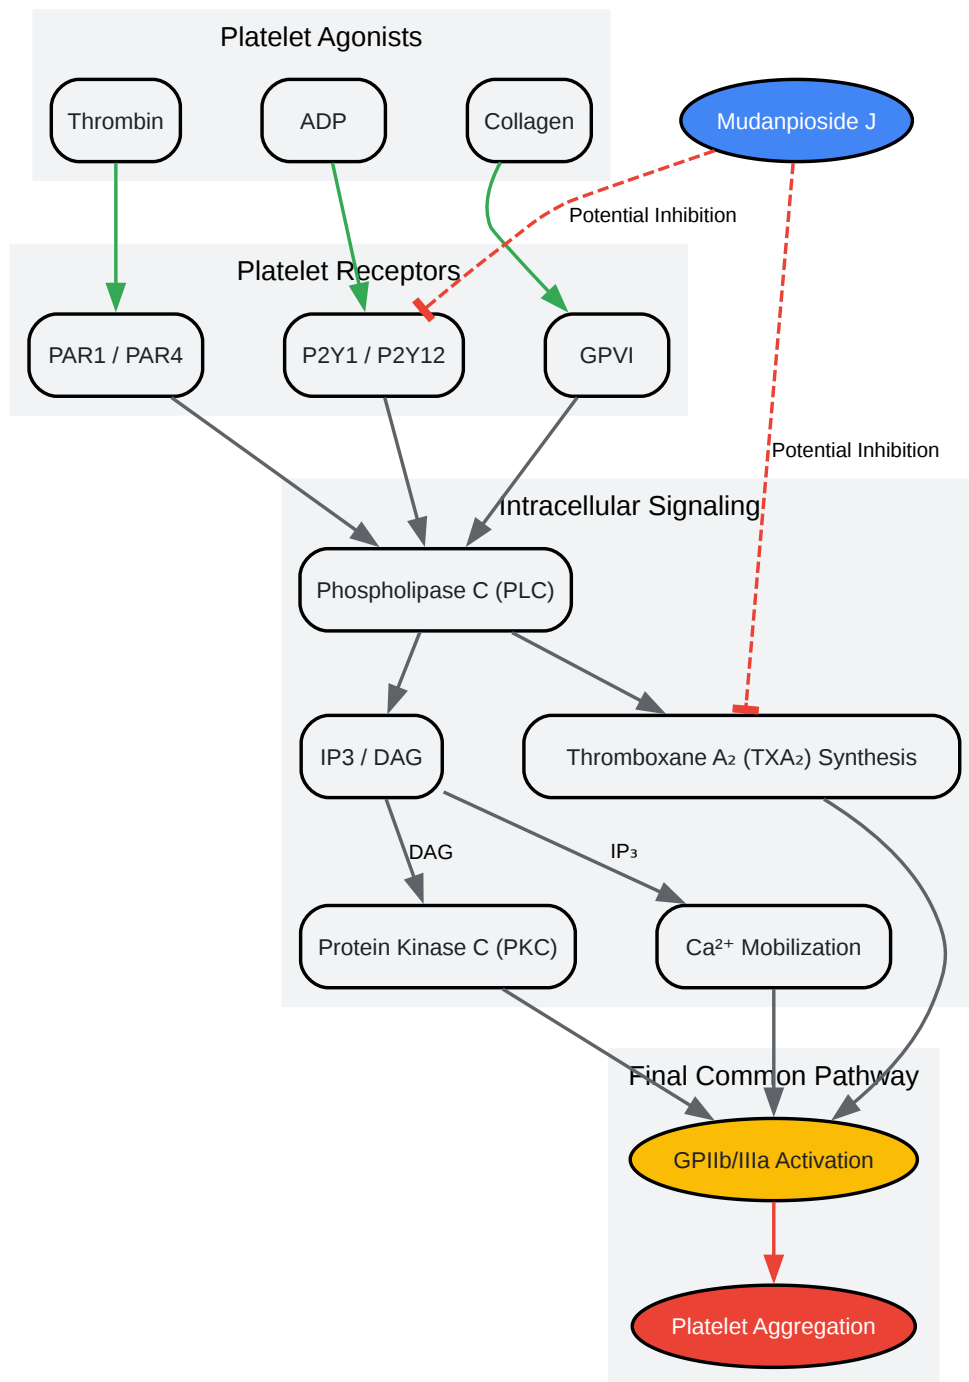 Platelet Agonists
Thrombin
ADP
Collagen
Mudanpioside J
Potential Inhibition
Platelet Receptors
PAR1 / PAR4
P2Y1 / P2Y12
GPVI
Potential Inhibition
Intracellular Signaling
Phospholipase C (PLC)
IP3 / DAG
Thromboxane A₂ (TXA₂) Synthesis
DAG
IP₃
Protein Kinase C (PKC)
Ca²⁺ Mobilization
Final Common Pathway
GPIIb/IIIa Activation
Platelet Aggregation